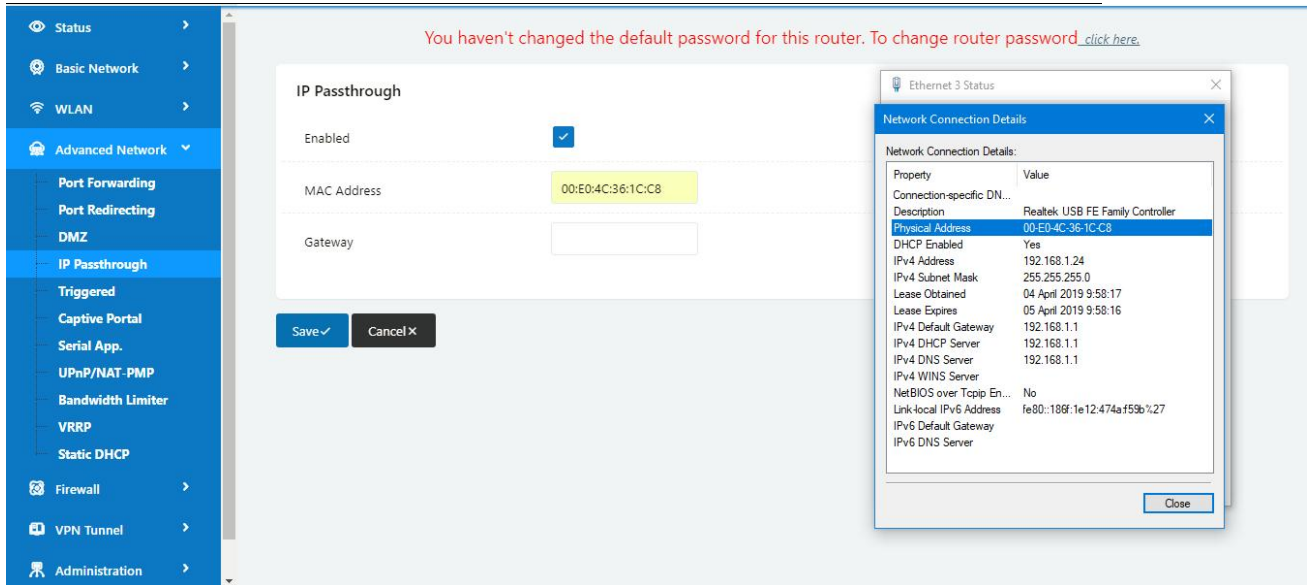 Status
Basic Network
WLAN
Advanced Network
Port Forwarding
Port Redirecting
DMZ
IP Passthrough
Triggered
Captive Portal
Serial App.
UPnP/NAT-PMP
Bandwidth Limiter
VRRP
Static DHCP
Firewall
VPN Tunnel
Administration
You haven't changed the default password for this router. To change router password click here.
IP Passthrough
Enabled
MAC Address 00:E0:4C:36:1C:C8
Gateway
Save Cancel
Ethernet 3 Status
Network Connection Details
Network Connection Details:
Property Value
Connection-specific DN...
Description Realtek USB FE Family Controller
Physical Address 00-E0-4C-36-1C-C8
DHCP Enabled Yes
IPv4 Address 192.168.1.24
IPv4 Subnet Mask 255.255.255.0
Lease Obtained 04 April 2019 9:58:17
Lease Expires 05 April 2019 9:58:16
IPv4 Default Gateway 192.168.1.1
IPv4 DHCP Server 192.168.1.1
IPv4 DNS Server 192.168.1.1
IPv4 WINS Server
NetBIOS over Tcpip En... No
Link-local IPv6 Address fe80::186f:1e12:474a:f59b%27
IPv6 Default Gateway
IPv6 DNS Server
Close